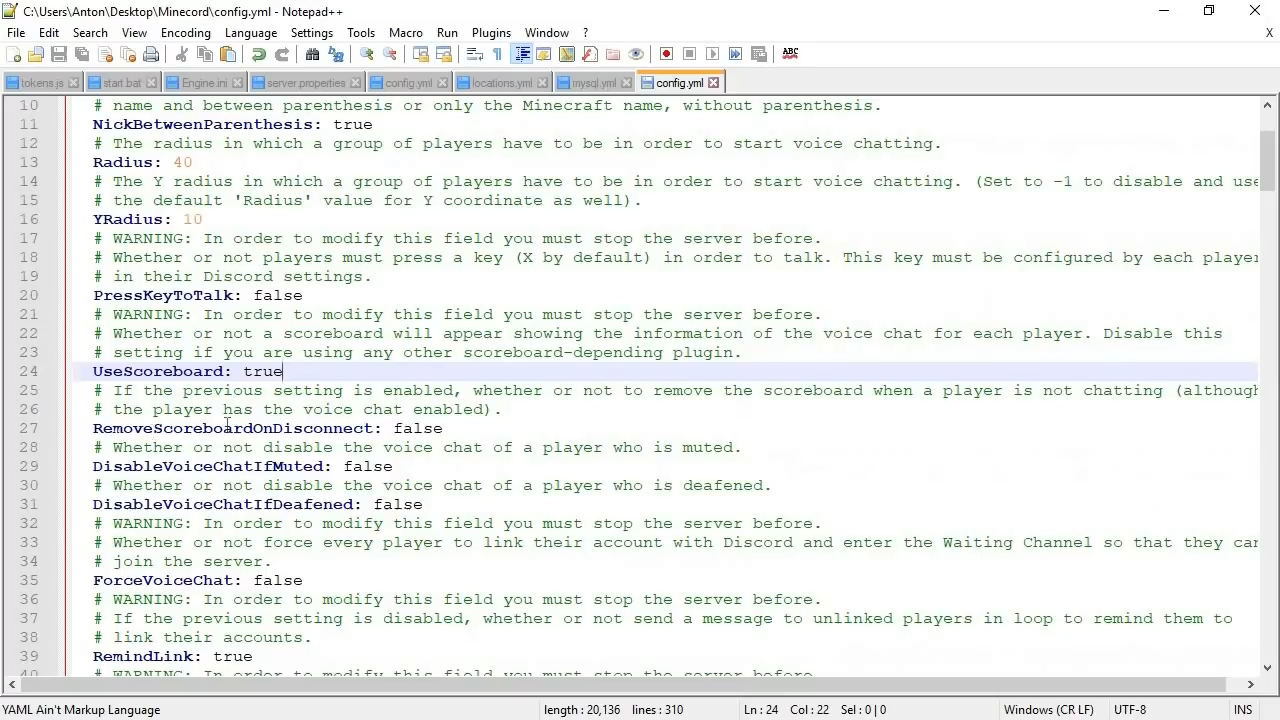 C:\Users\Anton\Desktop\Minecord\config.yml - Notepad++
File Edit Search View Encoding Language Settings Tools Macro Run Plugins Window ? X
tokens.js start.bat Engine.ini server.properties config.yml locations.yml mysql.yml config.yml
10 # name and between parenthesis or only the Minecraft name, without parenthesis.
11 NickBetweenParenthesis: true
12 # The radius in which a group of players have to be in order to start voice chatting.
13 Radius: 40
14 # The Y radius in which a group of players have to be in order to start voice chatting. (Set to -1 to disable and use
15 # the default 'Radius' value for Y coordinate as well).
16 YRadius: 10
17 # WARNING: In order to modify this field you must stop the server before.
18 # Whether or not players must press a key (X by default) in order to talk. This key must be configured by each player
19 # in their Discord settings.
20 PressKeyToTalk: false
21 # WARNING: In order to modify this field you must stop the server before.
22 # Whether or not a scoreboard will appear showing the information of the voice chat for each player. Disable this
23 # setting if you are using any other scoreboard-depending plugin.
24 UseScoreboard: true
25 # If the previous setting is enabled, whether or not to remove the scoreboard when a player is not chatting (although
26 # the player has the voice chat enabled).
27 RemoveScoreboardOnDisconnect: false
28 # Whether or not disable the voice chat of a player who is muted.
29 DisableVoiceChatIfMuted: false
30 # Whether or not disable the voice chat of a player who is deafened.
31 DisableVoiceChatIfDeafened: false
32 # WARNING: In order to modify this field you must stop the server before.
33 # Whether or not force every player to link their account with Discord and enter the Waiting Channel so that they can
34 # join the server.
35 ForceVoiceChat: false
36 # WARNING: In order to modify this field you must stop the server before.
37 # If the previous setting is disabled, whether or not send a message to unlinked players in loop to remind them to
38 # link their accounts.
39 RemindLink: true
40 # WARNING: In order to modify this field you must stop the server before.
YAML Ain't Markup Language length : 20,136 lines : 310 Ln : 24 Col : 22 Sel : 0 | 0 Windows (CR LF) UTF-8 INS